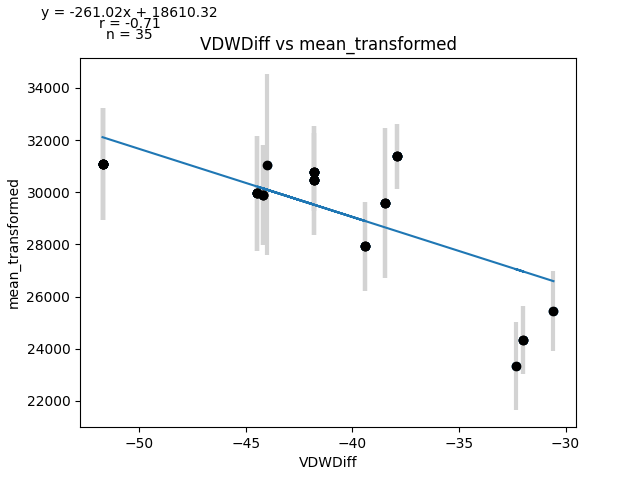 y = -261.02x + 18610.32
r = -0.71
n = 35
VDWDiff vs mean_transformed
34000
32000
30000
28000
26000
24000
22000
mean_transformed
−50
−45
−40
−35
−30
VDWDiff